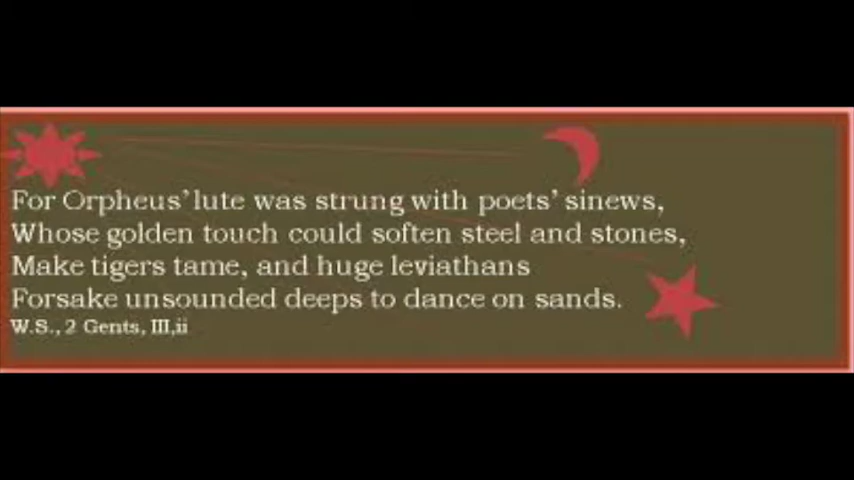 For Orpheus’ lute was strung with poets’ sinews,
Whose golden touch could soften steel and stones,
Make tigers tame, and huge leviathans
Forsake unsounded deeps to dance on sands.
W.S., 2 Gents, III,ii